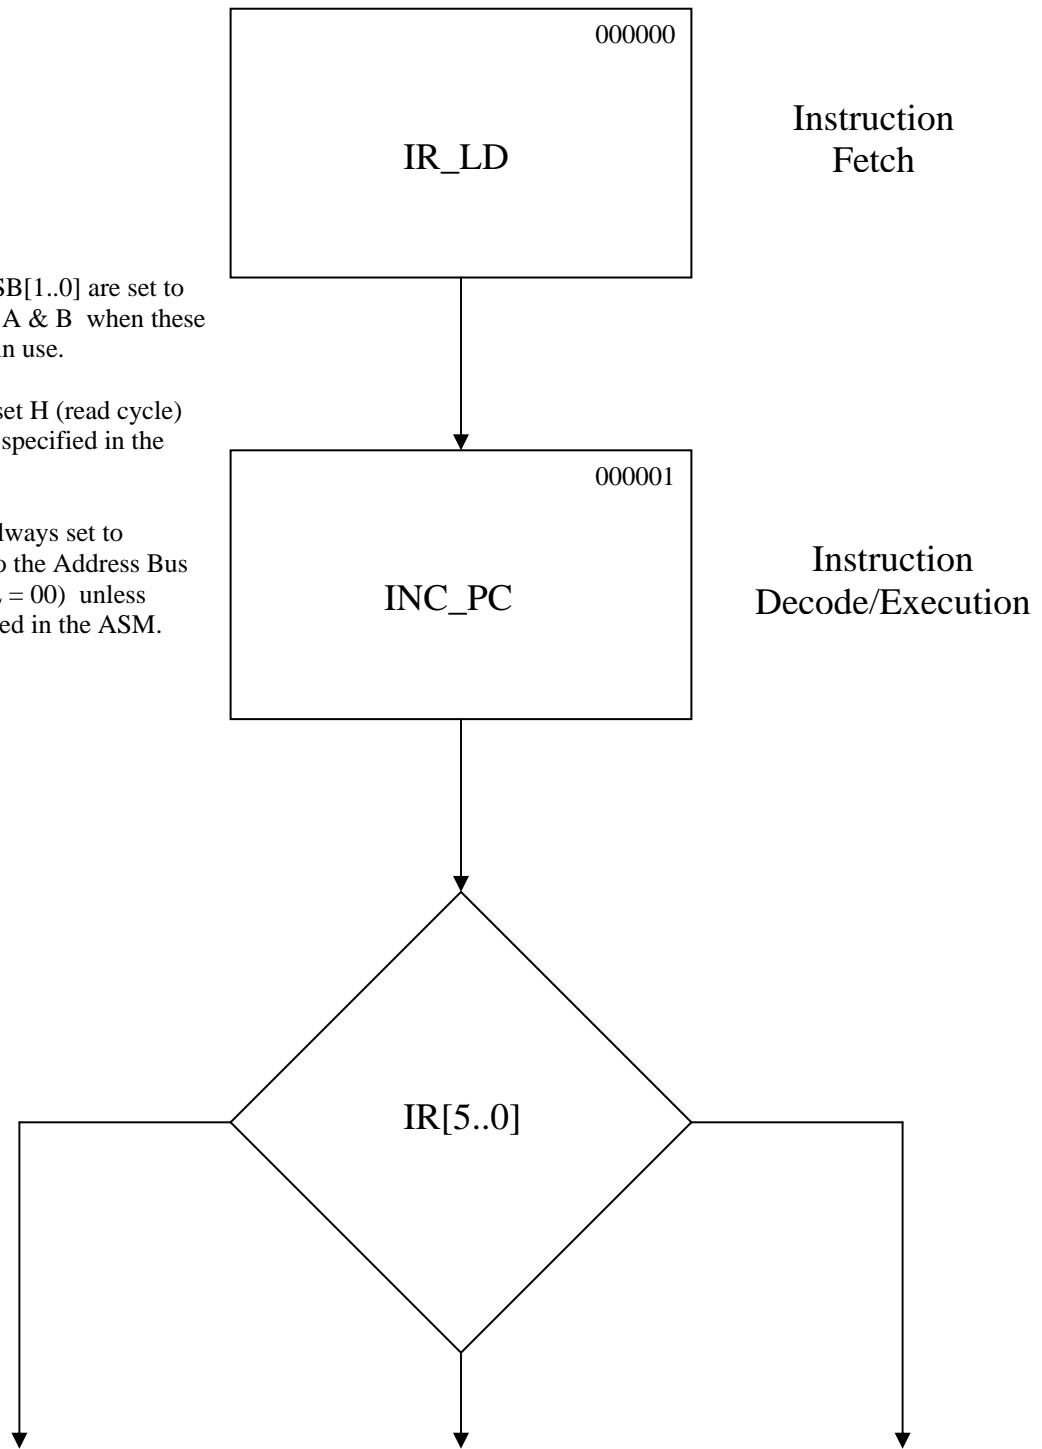 000000
IR_LD
Instruction
Fetch
SB[1..0] are set to
A & B when these
in use.
set H (read cycle)
specified in the
000001
INC_PC
Instruction
Decode/Execution
lways set to
o the Address Bus
= 00) unless
ed in the ASM.
IR[5..0]